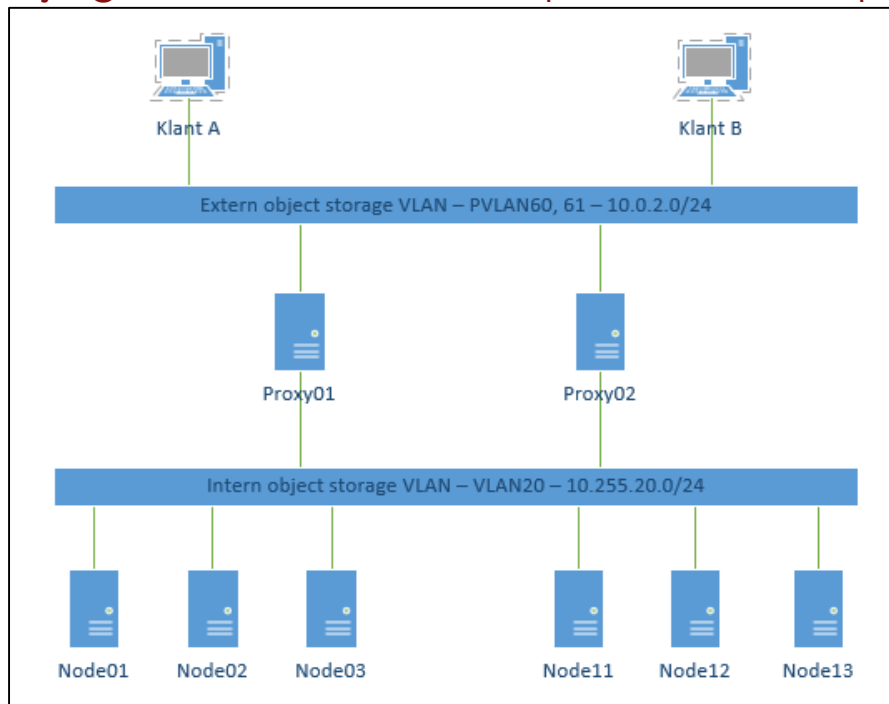 Klant A
Klant B
Extern object storage VLAN – PVLAN60, 61 – 10.0.2.0/24
Proxy01
Proxy02
Intern object storage VLAN – VLAN20 – 10.255.20.0/24
Node01
Node02
Node03
Node11
Node12
Node13